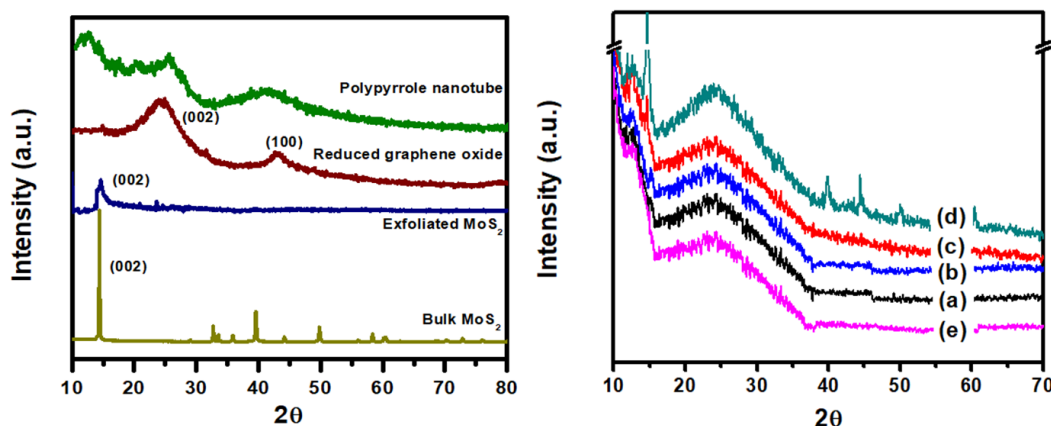 Intensity (a.u.)
Polypyrrole nanotube
(002)
(100)
Reduced graphene oxide
(002)
Exfoliated MoS₂
(002)
Bulk MoS₂
10 20 30 40 50 60 70 80
2θ
Intensity (a.u.)
(d)
(c)
(b)
(a)
(e)
10 20 30 40 50 60 70
2θ